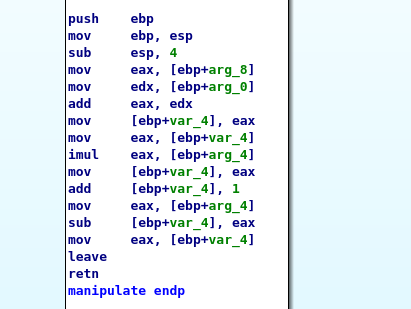 push ebp
mov ebp, esp
sub esp, 4
mov eax, [ebp+arg_8]
mov edx, [ebp+arg_0]
add eax, edx
mov [ebp+var_4], eax
mov eax, [ebp+var_4]
imul eax, [ebp+arg_4]
mov [ebp+var_4], eax
add [ebp+var_4], 1
mov eax, [ebp+arg_4]
sub [ebp+var_4], eax
mov eax, [ebp+var_4]
leave
retn
manipulate endp